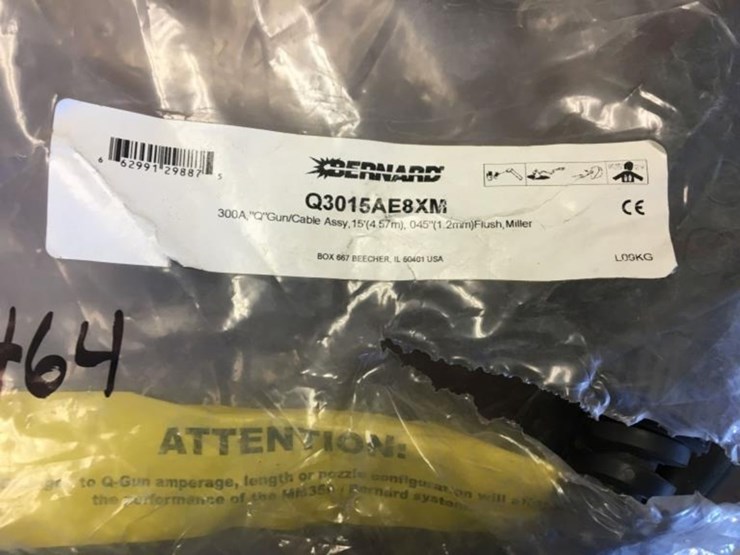 6 62991 29887 5
BERNARD
Q3015AE8XM
300A,"Q"Gun/Cable Assy,15'(4.57m), 045"(1.2mm)Flush,Miller
CE
BOX 667 BEECHER, IL 60401 USA
L09KG
464
ATTENTION:
to Q-Gun amperage, length or nozzle configuration will
the performance of the / Bernard system